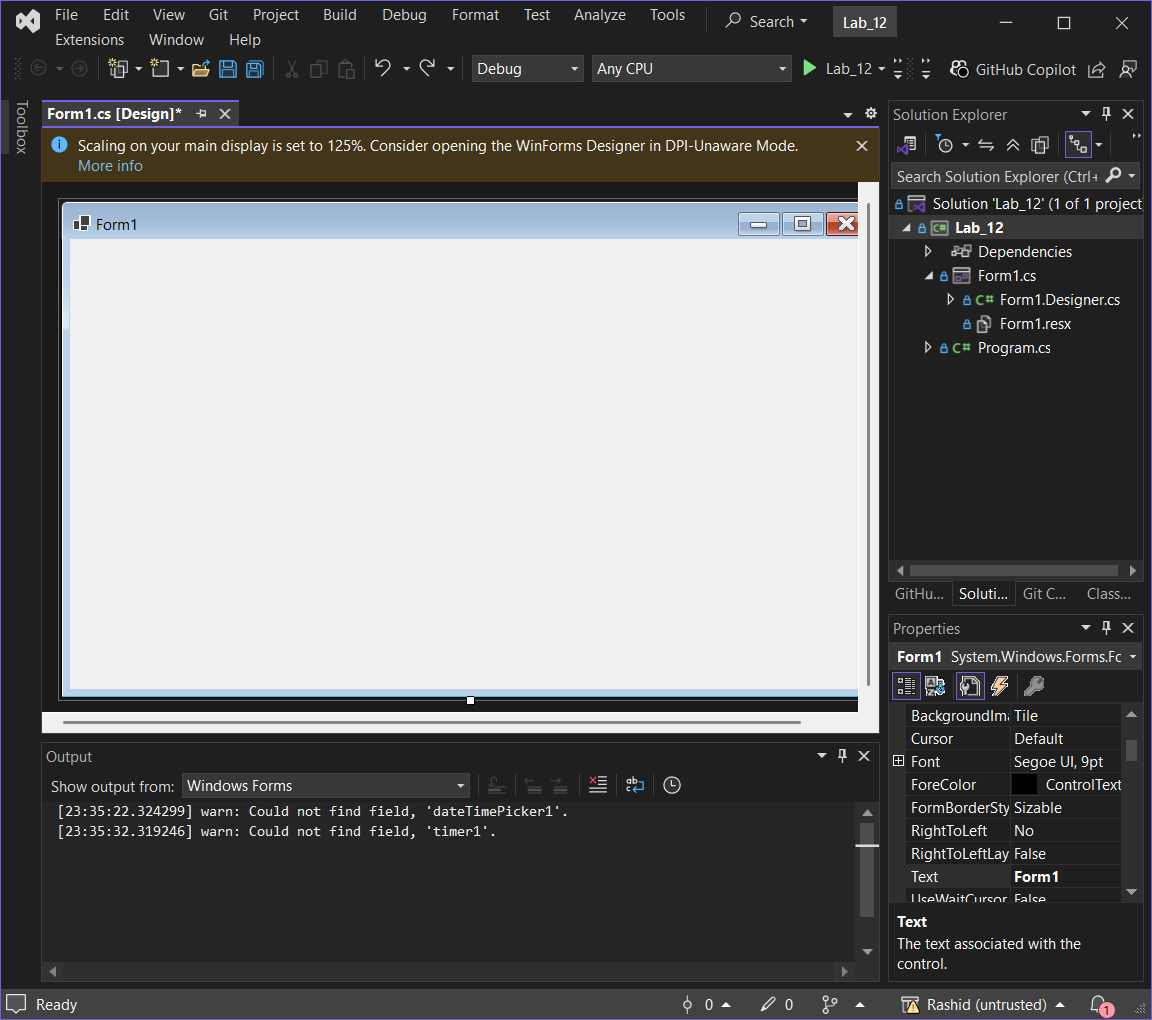 File Edit View Git Project Build Debug Format Test Analyze Tools Search Lab_12
Extensions Window Help
Debug Any CPU Lab_12 GitHub Copilot
Toolbox
Form1.cs [Design]*
Scaling on your main display is set to 125%. Consider opening the WinForms Designer in DPI-Unaware Mode.
More info
Form1
Solution Explorer
Search Solution Explorer (Ctrl+
Solution 'Lab_12' (1 of 1 project
Lab_12
Dependencies
Form1.cs
C# Form1.Designer.cs
Form1.resx
C# Program.cs
GitHu... Soluti... Git C... Class...
Properties
Form1 System.Windows.Forms.Fc
BackgroundIma Tile
Cursor Default
Font Segoe UI, 9pt
ForeColor ControlText
FormBorderSty Sizable
RightToLeft No
RightToLeftLay False
Text Form1
UseWaitCursor False
Text
The text associated with the
control.
Output
Show output from: Windows Forms
[23:35:22.324299] warn: Could not find field, 'dateTimePicker1'.
[23:35:32.319246] warn: Could not find field, 'timer1'.
Ready 0 0 Rashid (untrusted) 1